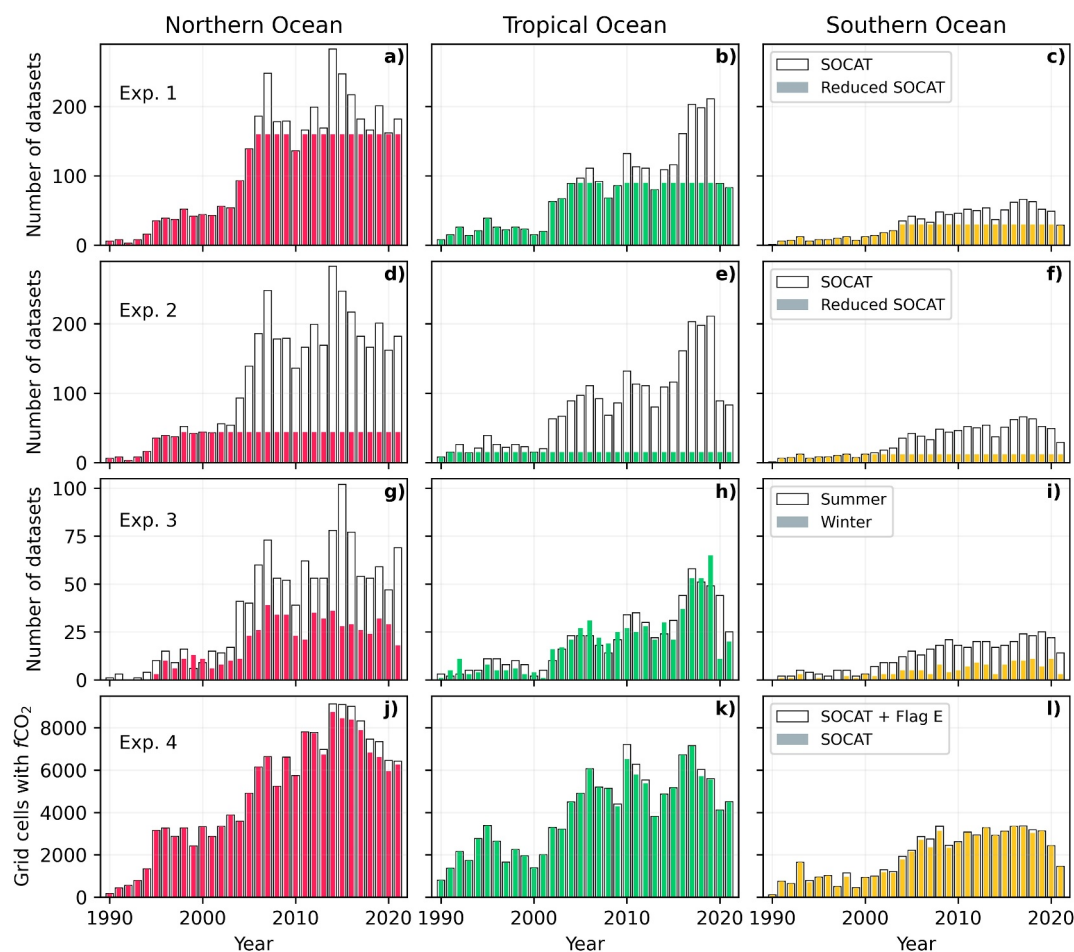 Northern Ocean
Tropical Ocean
Southern Ocean
Number of datasets
200
100
0
Exp. 1
a)
b)
c)
SOCAT
Reduced SOCAT
Number of datasets
200
100
0
Exp. 2
d)
e)
f)
SOCAT
Reduced SOCAT
Number of datasets
100
75
50
25
0
Exp. 3
g)
h)
i)
Summer
Winter
Grid cells with fCO₂
8000
6000
4000
2000
0
Exp. 4
j)
k)
l)
SOCAT + Flag E
SOCAT
1990 2000 2010 2020
1990 2000 2010 2020
1990 2000 2010 2020
Year
Year
Year